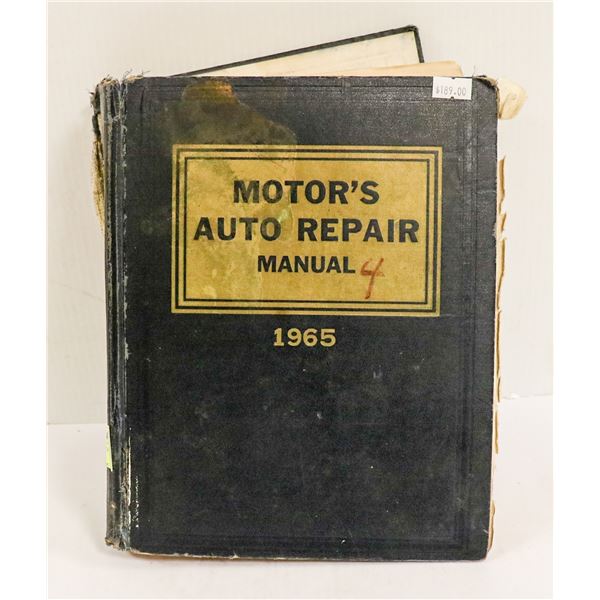 $189.00
MOTOR'S
AUTO REPAIR
MANUAL 4
1965